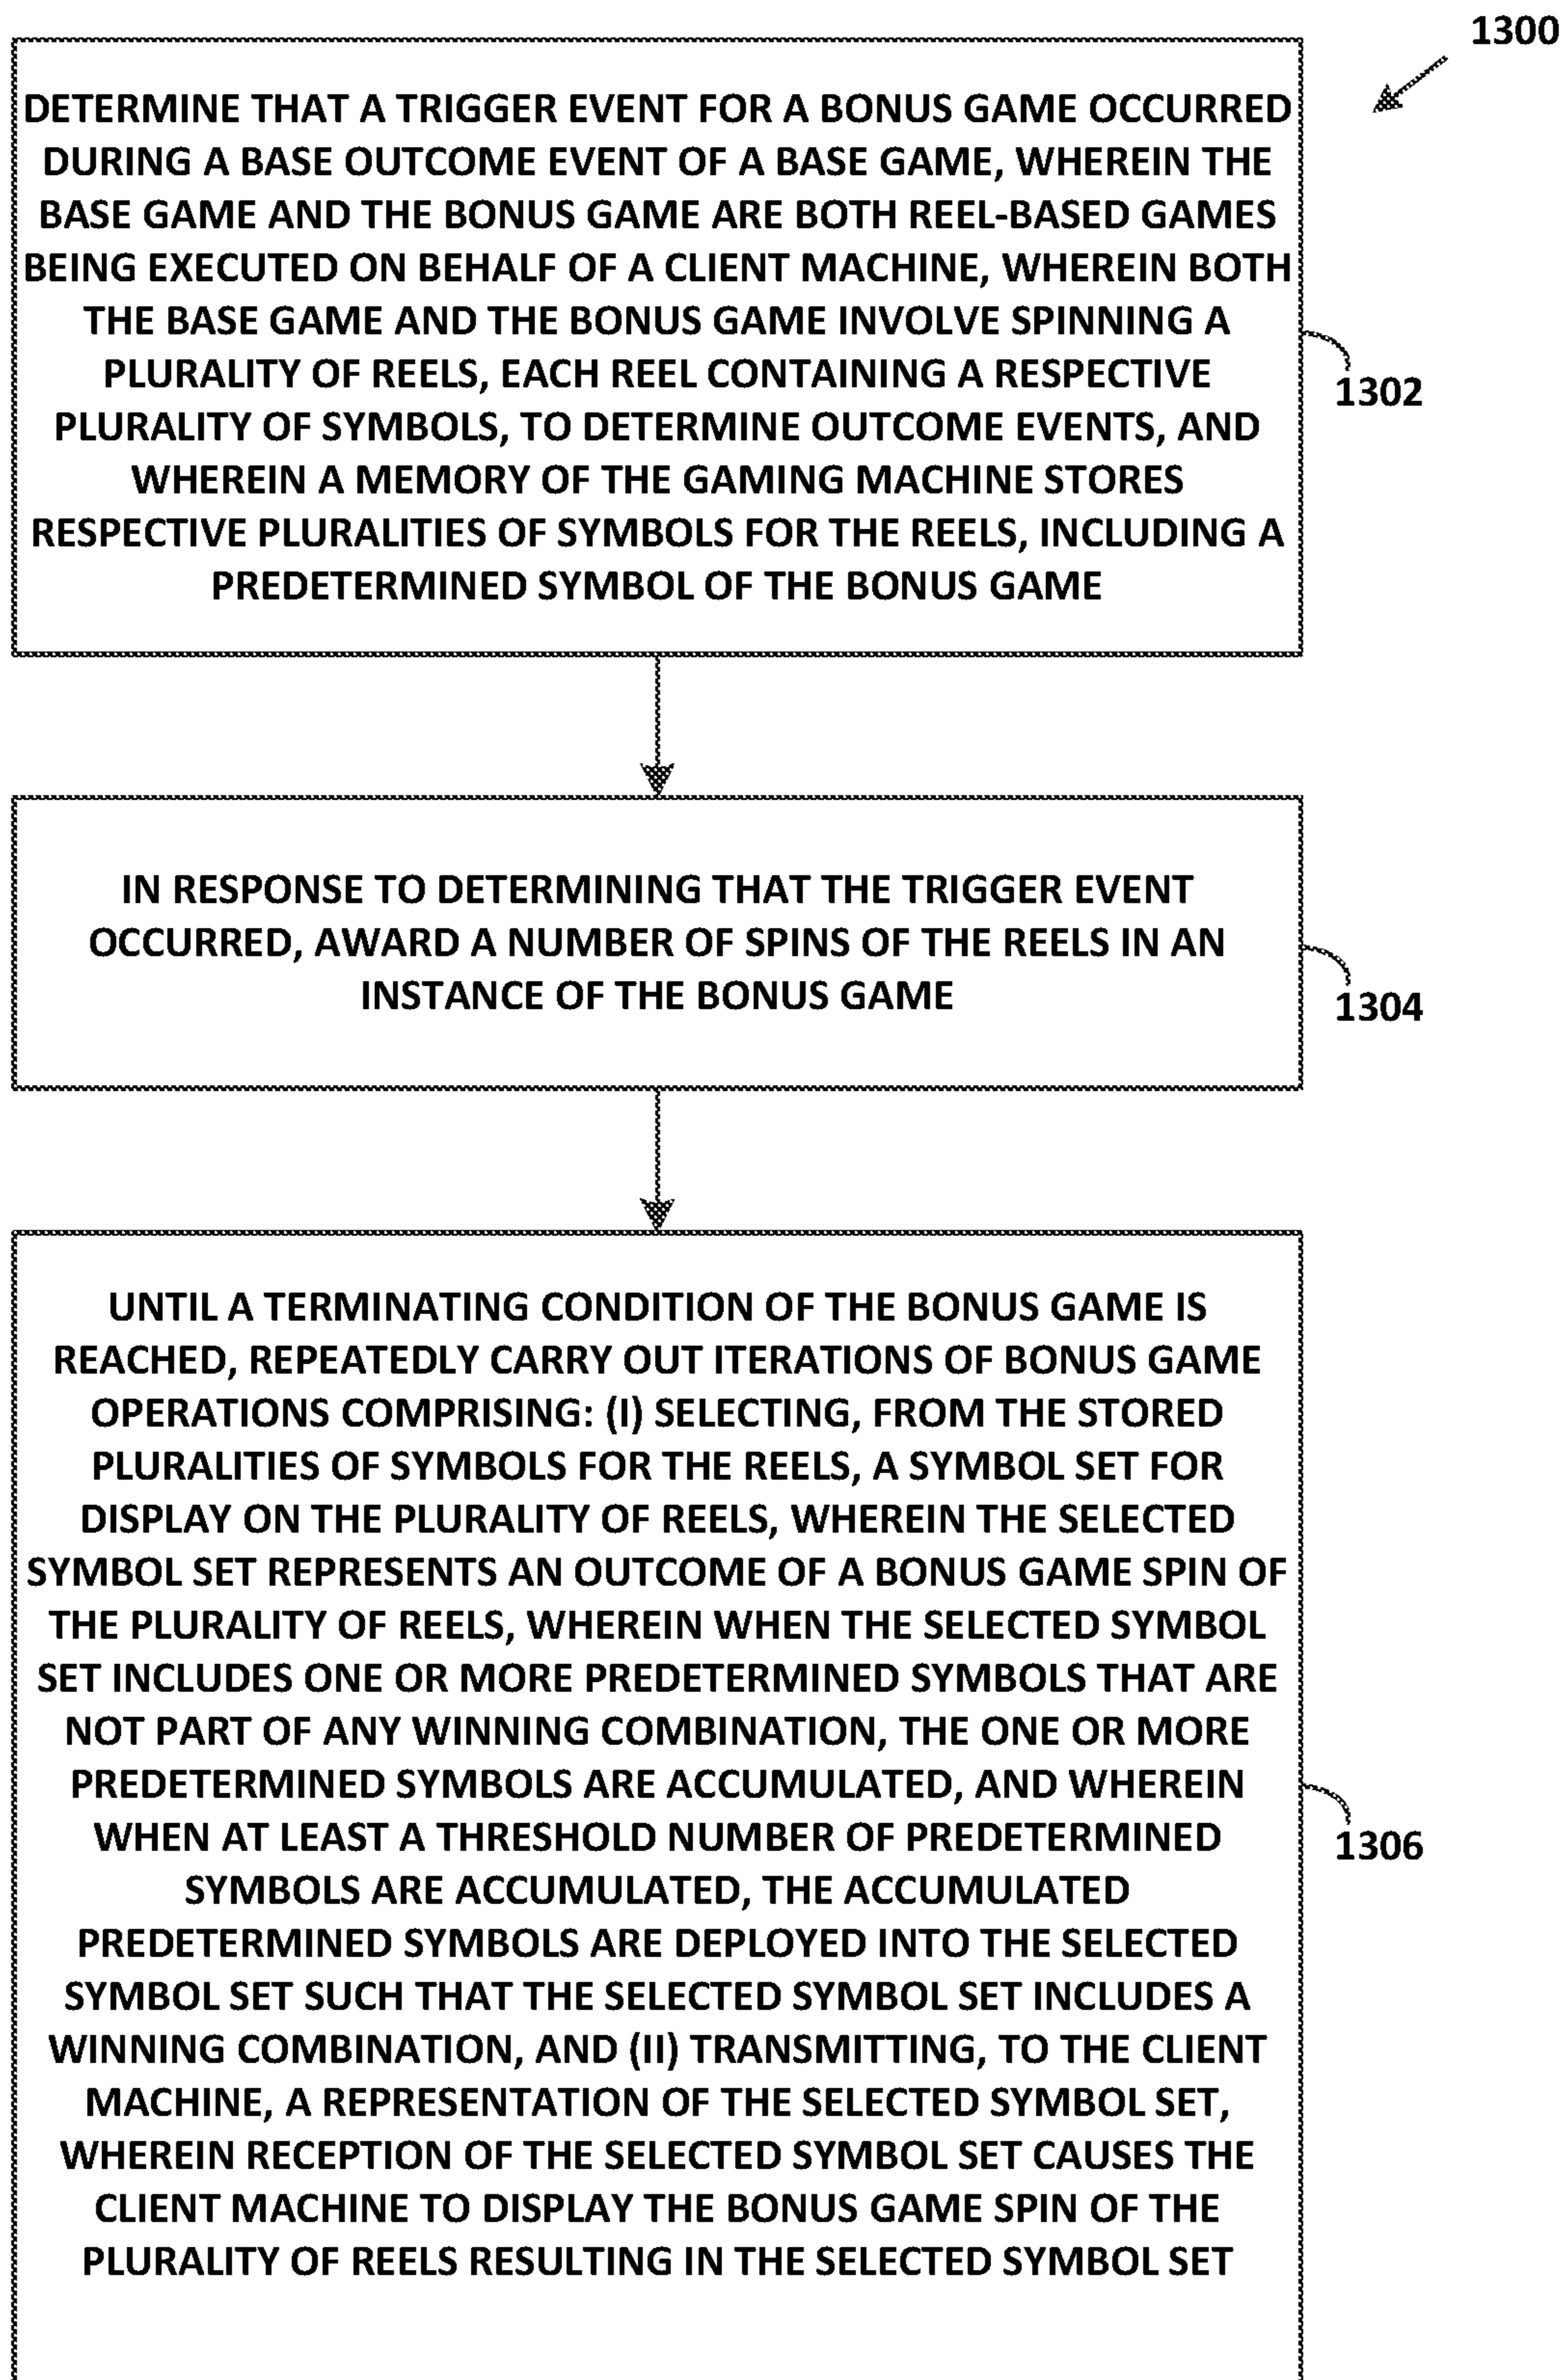 1300
DETERMINE THAT A TRIGGER EVENT FOR A BONUS GAME OCCURRED
DURING A BASE OUTCOME EVENT OF A BASE GAME, WHEREIN THE
BASE GAME AND THE BONUS GAME ARE BOTH REEL-BASED GAMES
BEING EXECUTED ON BEHALF OF A CLIENT MACHINE, WHEREIN BOTH
THE BASE GAME AND THE BONUS GAME INVOLVE SPINNING A
PLURALITY OF REELS, EACH REEL CONTAINING A RESPECTIVE
PLURALITY OF SYMBOLS, TO DETERMINE OUTCOME EVENTS, AND
WHEREIN A MEMORY OF THE GAMING MACHINE STORES
RESPECTIVE PLURALITIES OF SYMBOLS FOR THE REELS, INCLUDING A
PREDETERMINED SYMBOL OF THE BONUS GAME
1302
IN RESPONSE TO DETERMINING THAT THE TRIGGER EVENT
OCCURRED, AWARD A NUMBER OF SPINS OF THE REELS IN AN
INSTANCE OF THE BONUS GAME
1304
UNTIL A TERMINATING CONDITION OF THE BONUS GAME IS
REACHED, REPEATEDLY CARRY OUT ITERATIONS OF BONUS GAME
OPERATIONS COMPRISING: (I) SELECTING, FROM THE STORED
PLURALITIES OF SYMBOLS FOR THE REELS, A SYMBOL SET FOR
DISPLAY ON THE PLURALITY OF REELS, WHEREIN THE SELECTED
SYMBOL SET REPRESENTS AN OUTCOME OF A BONUS GAME SPIN OF
THE PLURALITY OF REELS, WHEREIN WHEN THE SELECTED SYMBOL
SET INCLUDES ONE OR MORE PREDETERMINED SYMBOLS THAT ARE
NOT PART OF ANY WINNING COMBINATION, THE ONE OR MORE
PREDETERMINED SYMBOLS ARE ACCUMULATED, AND WHEREIN
WHEN AT LEAST A THRESHOLD NUMBER OF PREDETERMINED
SYMBOLS ARE ACCUMULATED, THE ACCUMULATED
PREDETERMINED SYMBOLS ARE DEPLOYED INTO THE SELECTED
SYMBOL SET SUCH THAT THE SELECTED SYMBOL SET INCLUDES A
WINNING COMBINATION, AND (II) TRANSMITTING, TO THE CLIENT
MACHINE, A REPRESENTATION OF THE SELECTED SYMBOL SET,
WHEREIN RECEPTION OF THE SELECTED SYMBOL SET CAUSES THE
CLIENT MACHINE TO DISPLAY THE BONUS GAME SPIN OF THE
PLURALITY OF REELS RESULTING IN THE SELECTED SYMBOL SET
1306